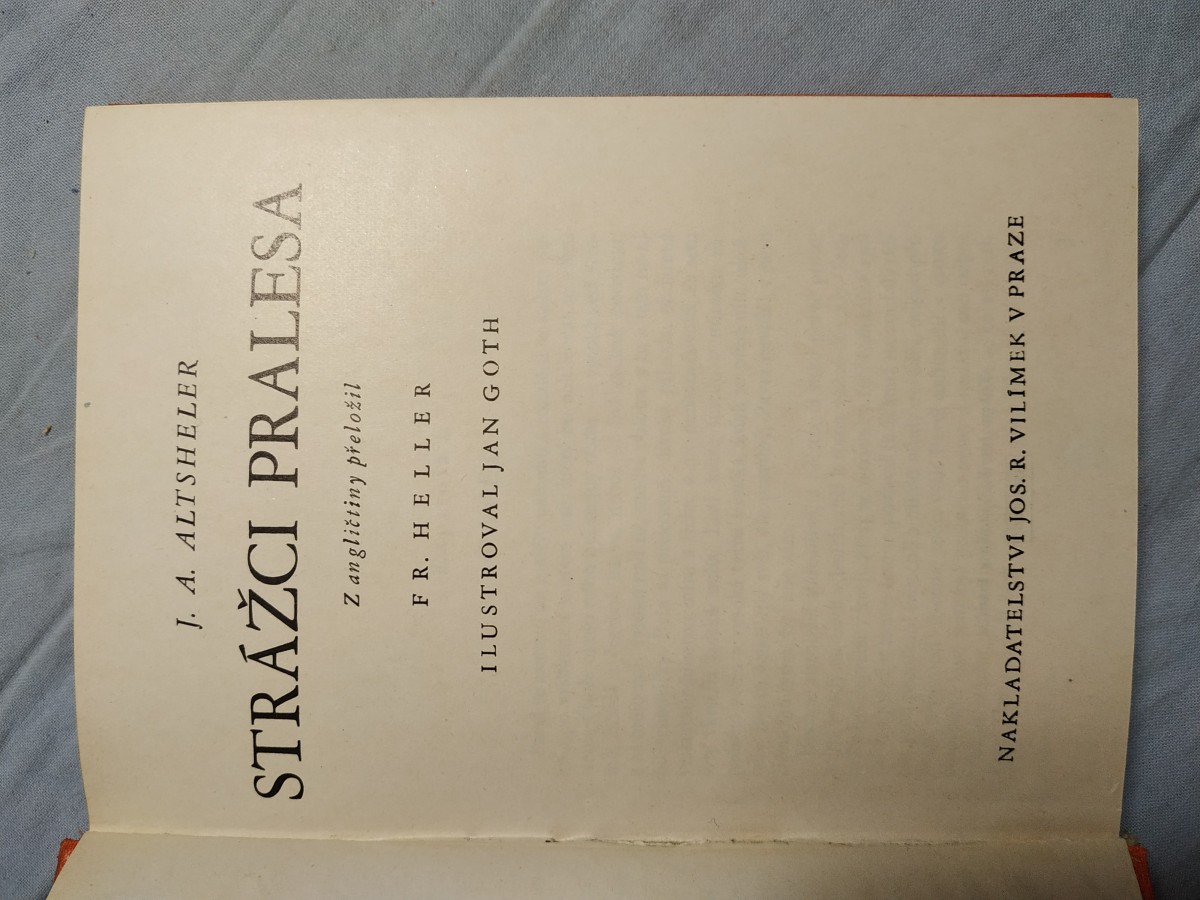 J. A. ALTSHELER
STRÁŽCI PRALESA
Z angličtiny přeložil
FR. HELLER
ILUSTROVAL JAN GOTH
NAKLADATELSTVÍ JOS. R. VILÍMEK V PRAZE